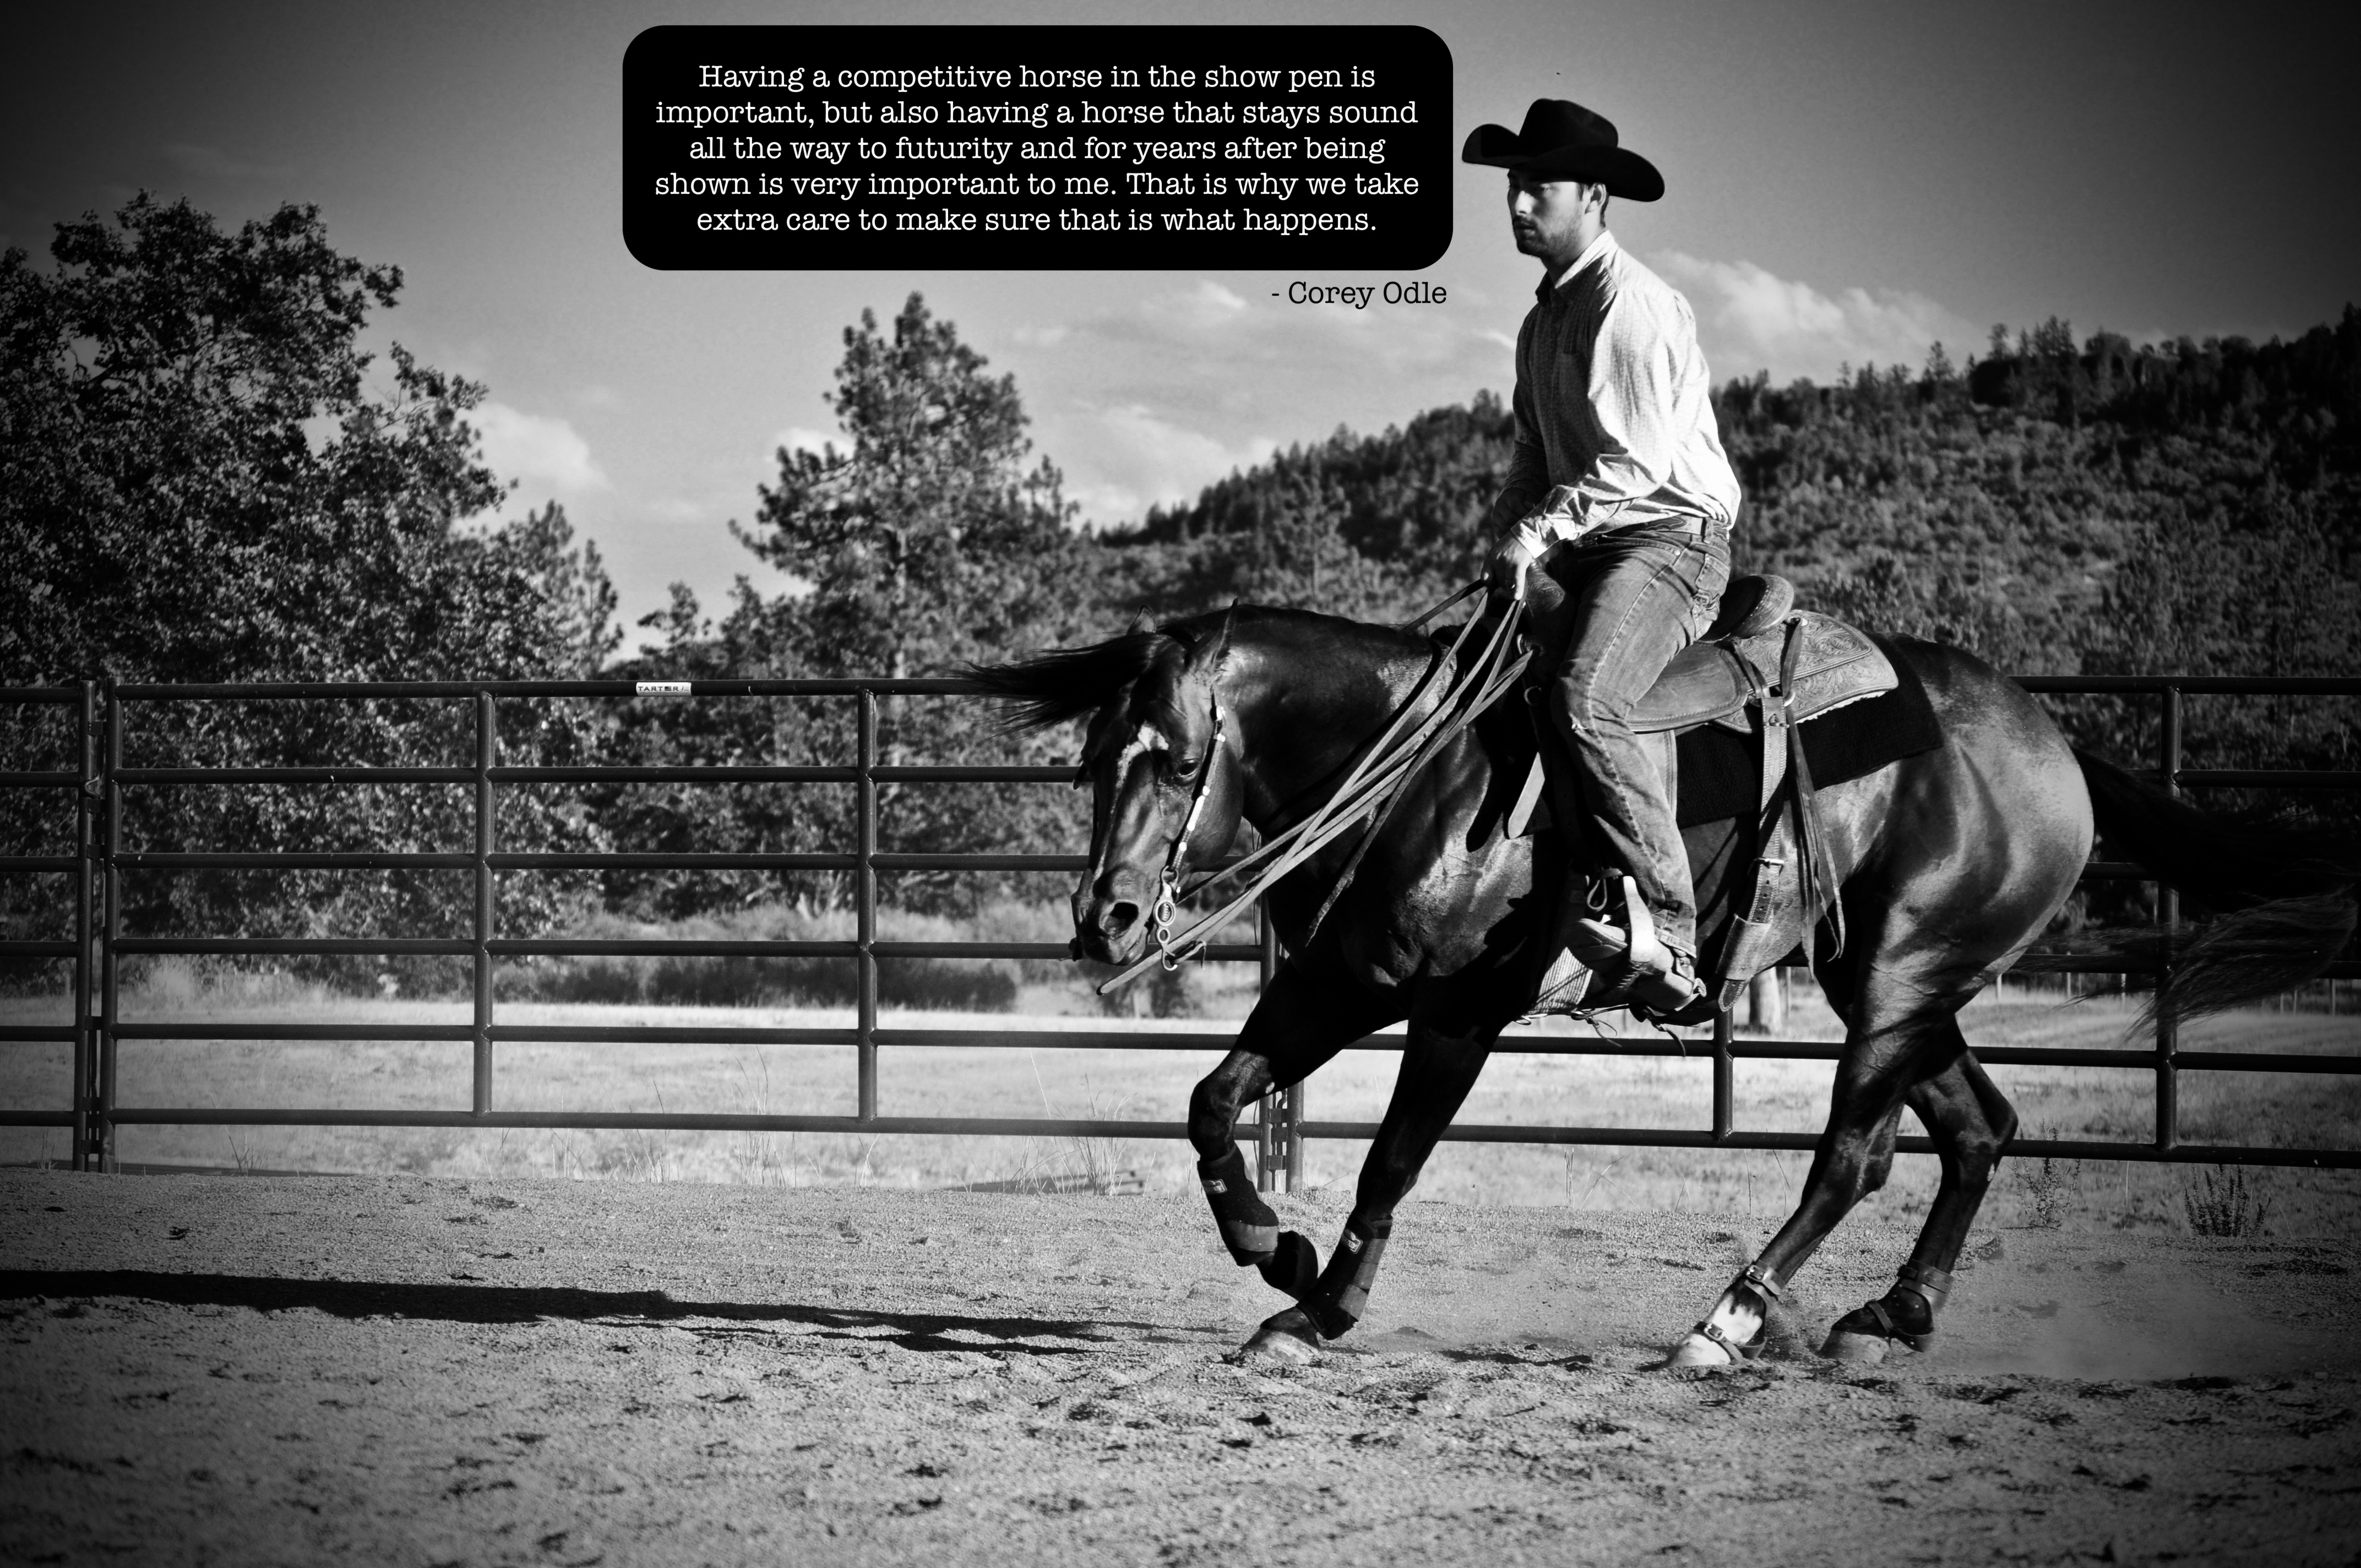 Having a competitive horse in the show pen is
important, but also having a horse that stays sound
all the way to futurity and for years after being
shown is very important to me. That is why we take
extra care to make sure that is what happens.
- Corey Odle
TARTER